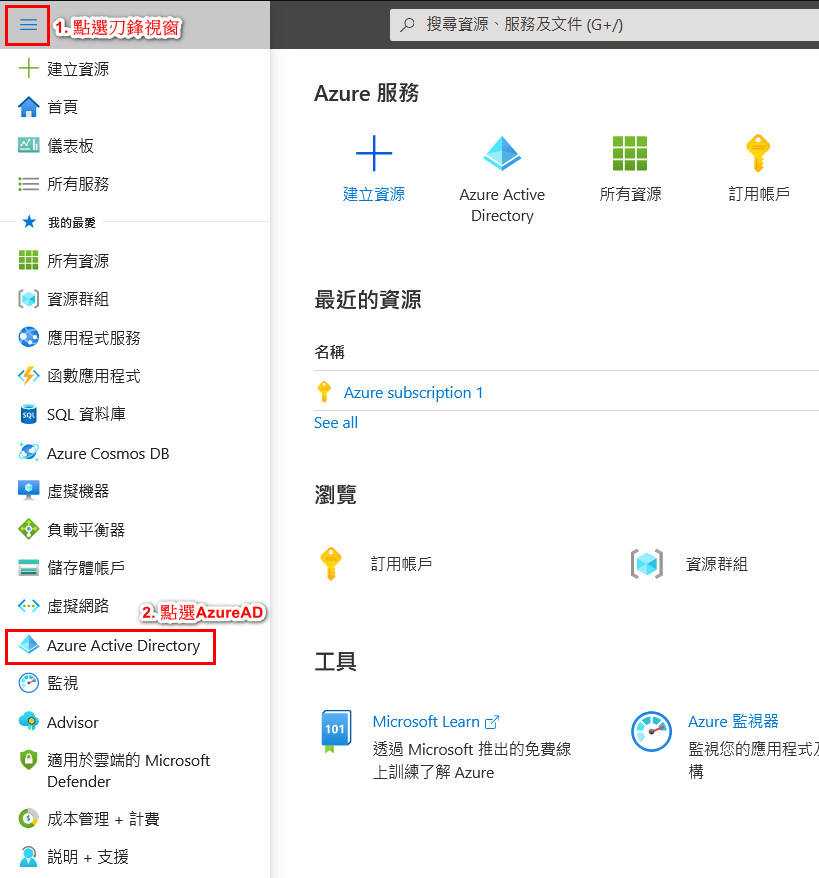 1. 點選刃鋒視窗
搜尋資源、服務及文件 (G+/)
建立資源
首頁
儀表板
所有服務
我的最愛
所有資源
資源群組
應用程式服務
函數應用程式
SQL 資料庫
Azure Cosmos DB
虛擬機器
負載平衡器
儲存體帳戶
虛擬網路
2. 點選AzureAD
Azure Active Directory
監視
Advisor
適用於雲端的 Microsoft
Defender
成本管理 + 計費
說明 + 支援
Azure 服務
建立資源
Azure Active
Directory
所有資源
訂用帳戶
最近的資源
名稱
Azure subscription 1
See all
瀏覽
訂用帳戶
資源群組
工具
101
Microsoft Learn
透過 Microsoft 推出的免費線
上訓練了解 Azure
Azure 監視器
監視您的應用程式及
構